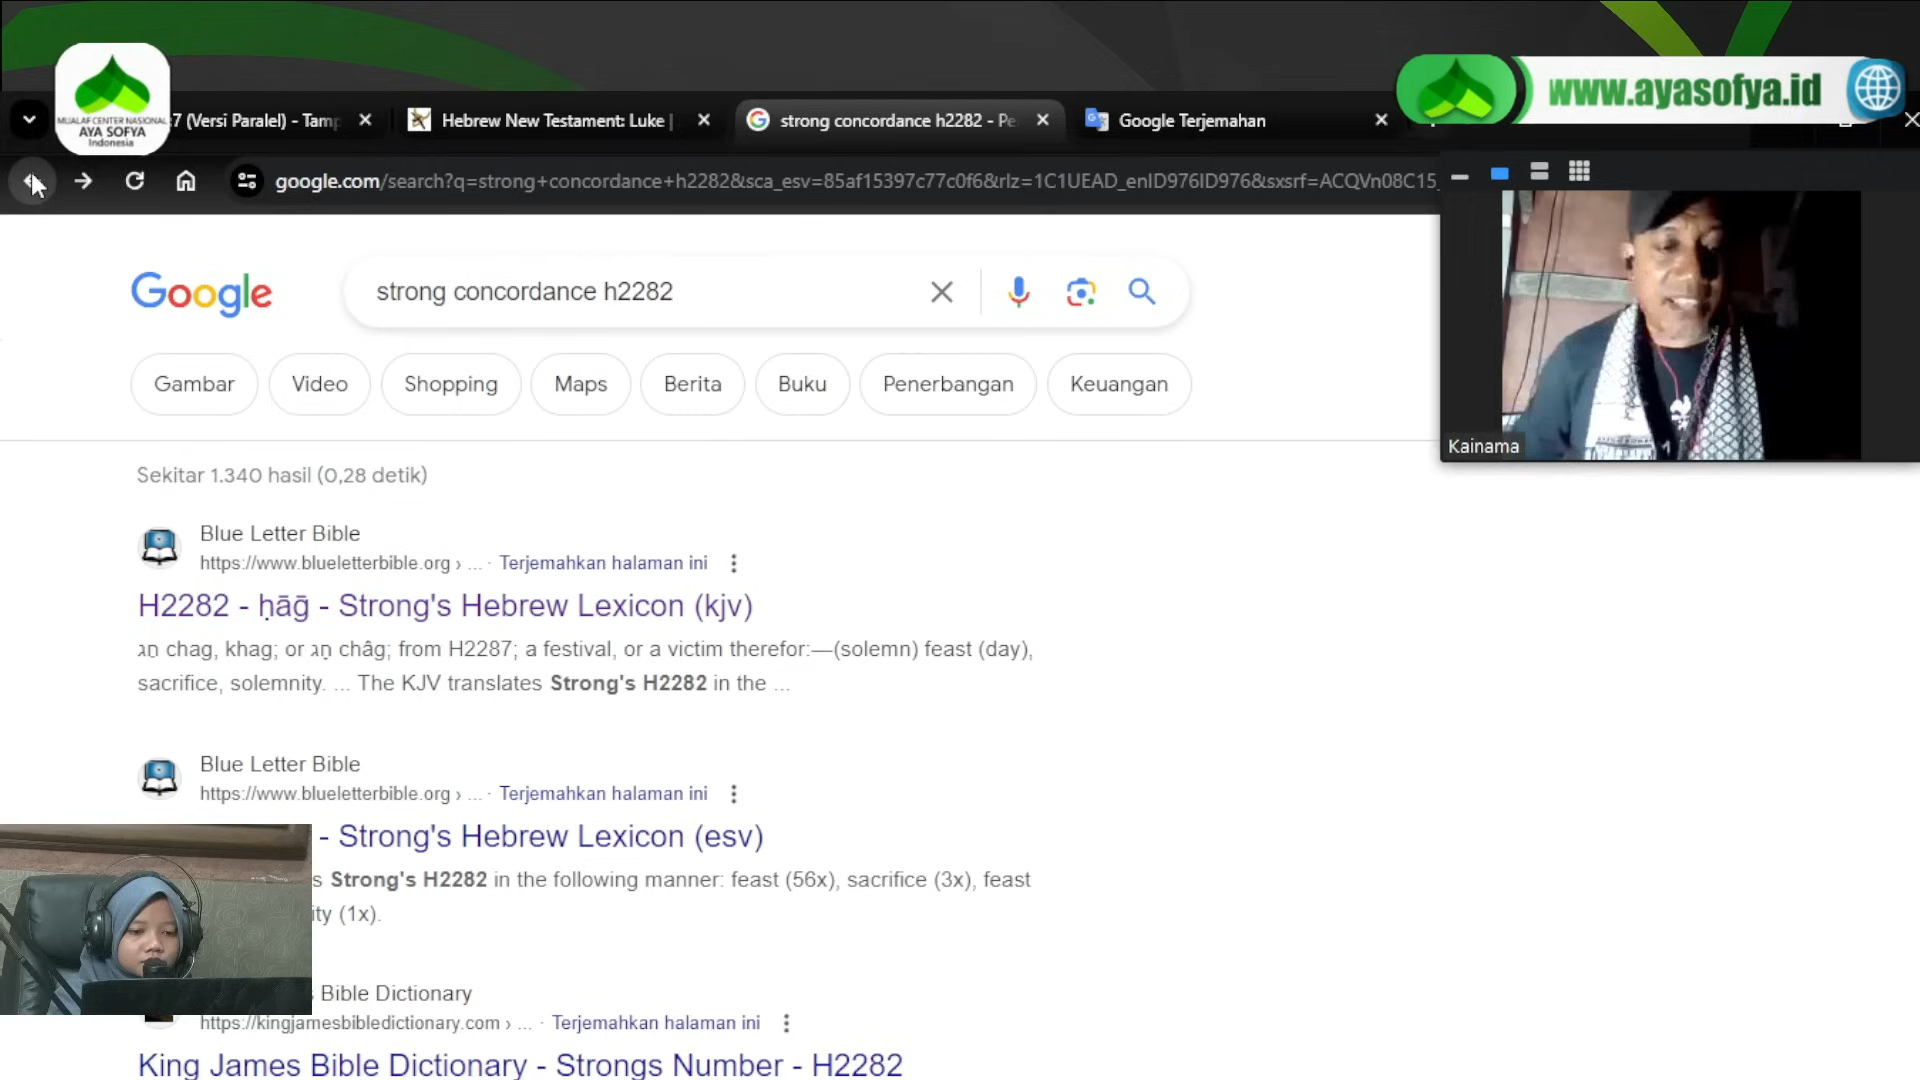 MUALAF CENTER NASIONAL
AYA SOFYA
Indonesia
7 (Versi Paralel) - Tamp
Hebrew New Testament: Luke |
strong concordance h2282 - Pe
Google Terjemahan
www.ayasofya.id
google.com/search?q=strong+concordance+h2282&sca_esv=85af15397c77c0f6&rlz=1C1UEAD_enID976ID976&sxsrf=ACQVn08C15_
Google
strong concordance h2282
Gambar
Video
Shopping
Maps
Berita
Buku
Penerbangan
Keuangan
Kainama
Sekitar 1.340 hasil (0,28 detik)
Blue Letter Bible
https://www.blueletterbible.org › ... · Terjemahkan halaman ini
H2282 - ḥāḡ - Strong's Hebrew Lexicon (kjv)
חַג chag, khag; or חָג châg; from H2287; a festival, or a victim therefor:—(solemn) feast (day),
sacrifice, solemnity. ... The KJV translates Strong's H2282 in the ...
Blue Letter Bible
https://www.blueletterbible.org › ... · Terjemahkan halaman ini
- Strong's Hebrew Lexicon (esv)
s Strong's H2282 in the following manner: feast (56x), sacrifice (3x), feast
ity (1x).
s Bible Dictionary
https://kingjamesbibledictionary.com › ... · Terjemahkan halaman ini
King James Bible Dictionary - Strongs Number - H2282